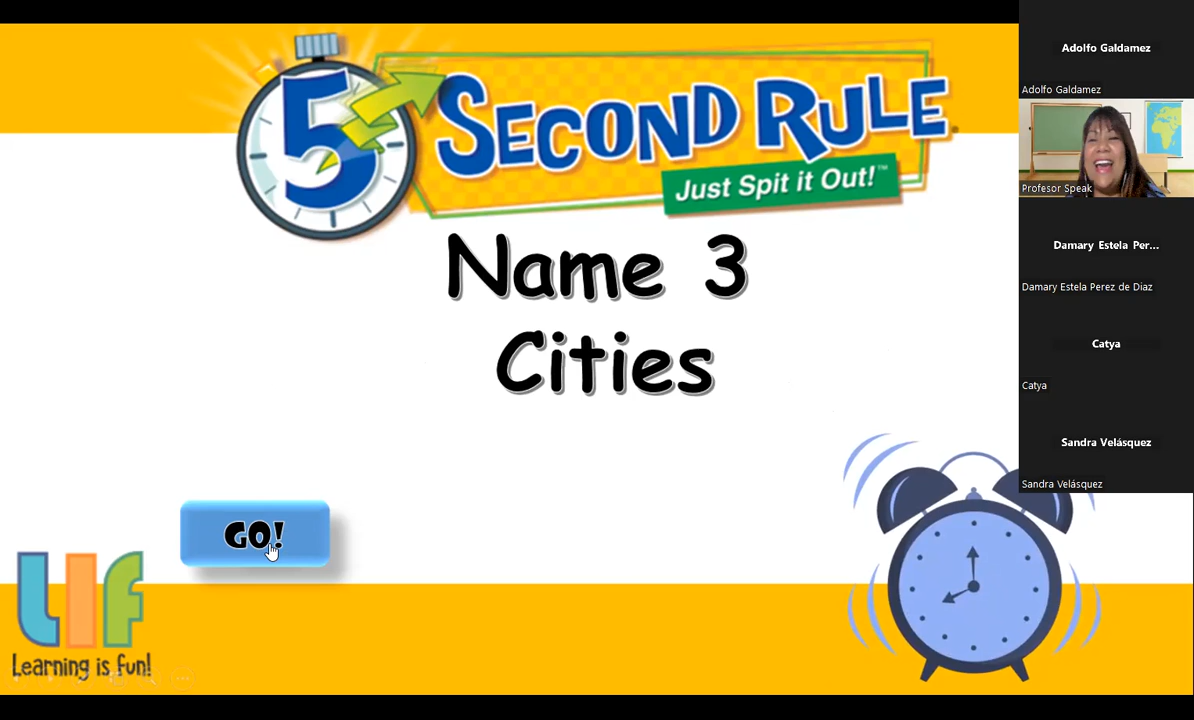 5 SECOND RULE
Just Spit it Out!™
Name 3
Cities
GO!
LIF
Learning is fun!
Adolfo Galdamez
Adolfo Galdamez
Profesor Speak
Damary Estela Per...
Damary Estela Perez de Diaz
Catya
Catya
Sandra Velásquez
Sandra Velásquez